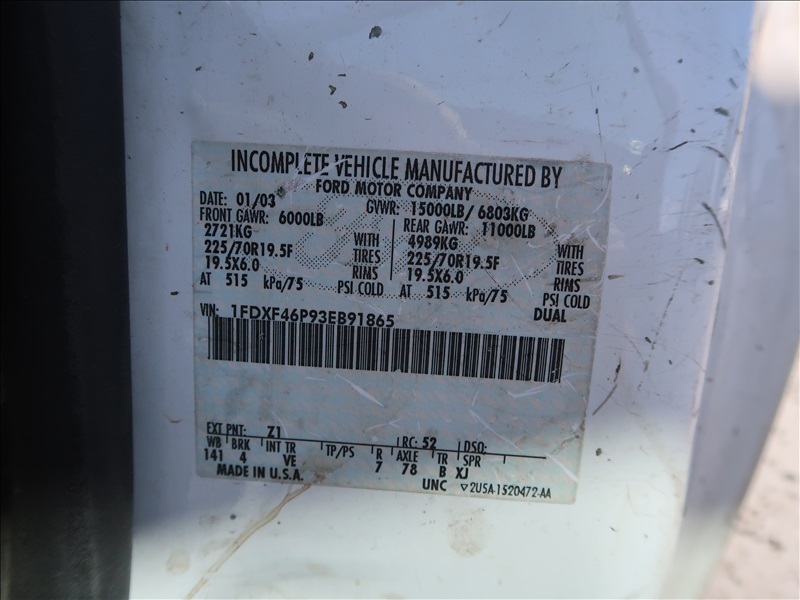 INCOMPLETE VEHICLE MANUFACTURED BY
FORD MOTOR COMPANY
DATE: 01/03 GVWR: 15000LB/ 6803KG
FRONT GAWR: 6000LB REAR GAWR: 11000LB
2721KG WITH 4989KG WITH
225/70R19.5F TIRES 225/70R19.5F TIRES
19.5X6.0 RIMS 19.5X6.0 RIMS
AT 515 kPa/75 PSI COLD AT 515 kPa/75 PSI COLD
DUAL
VIN: 1FDXF46P93EB91865
EXT PNT: Z1 RC: 52 DSO:
WB BRK INT TR TP/PS R AXLE TR SPR
141 4 VE 7 78 B XJ
MADE IN U.S.A. UNC ▽2USA-1520472-AA